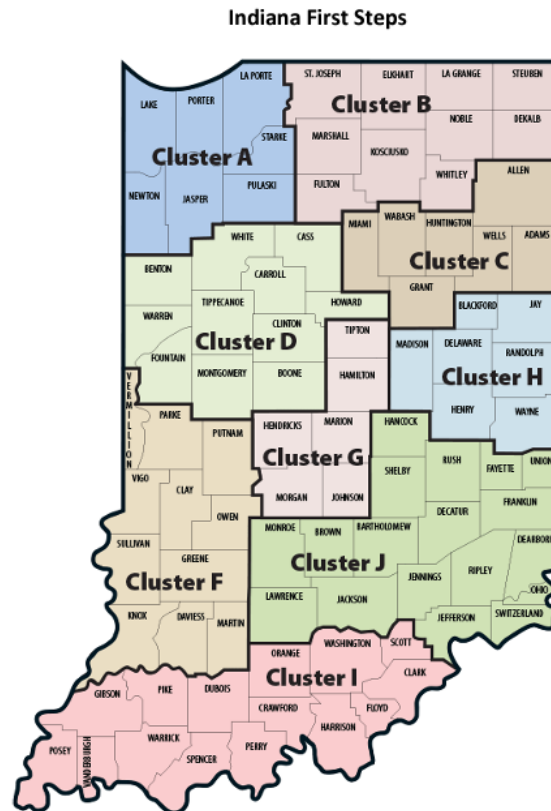 Indiana First Steps
LA PORTE
ST. JOSEPH
ELKHART
LA GRANGE
STEUBEN
LAKE
PORTER
Cluster B
NOBLE
DEKALB
STARKE
MARSHALL
Cluster A
KOSCIUSKO
ALLEN
WHITLEY
PULASKI
FULTON
NEWTON
JASPER
WABASH
MIAMI
HUNTINGTON
WELLS
ADAMS
WHITE
CASS
Cluster C
BENTON
CARROLL
GRANT
TIPPECANOE
HOWARD
BLACKFORD
JAY
WARREN
CLINTON
TIPTON
Cluster D
MADISON
DELAWARE
RANDOLPH
FOUNTAIN
MONTGOMERY
BOONE
HAMILTON
Cluster H
VERMILLION
HENRY
WAYNE
PARKE
PUTNAM
HENDRICKS
MARION
HANCOCK
Cluster G
RUSH
FAYETTE
UNION
VIGO
CLAY
SHELBY
MORGAN
JOHNSON
FRANKLIN
OWEN
DECATUR
MONROE
BROWN
BARTHOLOMEW
DEARBORN
SULLIVAN
GREENE
Cluster J
RIPLEY
Cluster F
JENNINGS
OHIO
LAWRENCE
JACKSON
KNOX
DAVIESS
MARTIN
JEFFERSON
SWITZERLAND
ORANGE
WASHINGTON
SCOTT
Cluster I
CLARK
GIBSON
PIKE
DUBOIS
CRAWFORD
FLOYD
HARRISON
POSEY
VANDERBURGH
WARRICK
SPENCER
PERRY